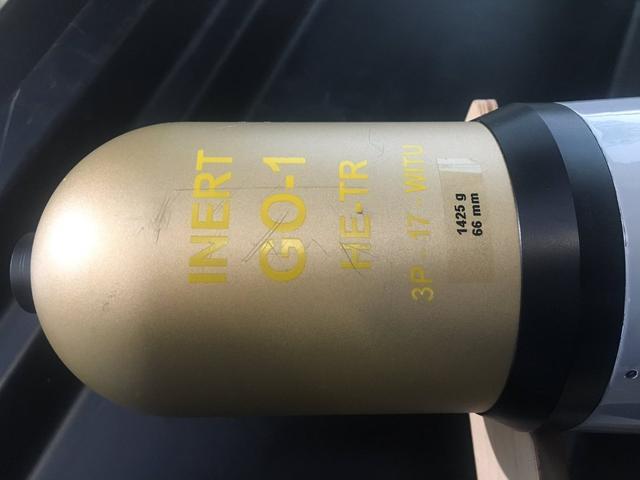 INERT
GO-1
HE-TR
3P - 17 - WITU
1425 g
66 mm